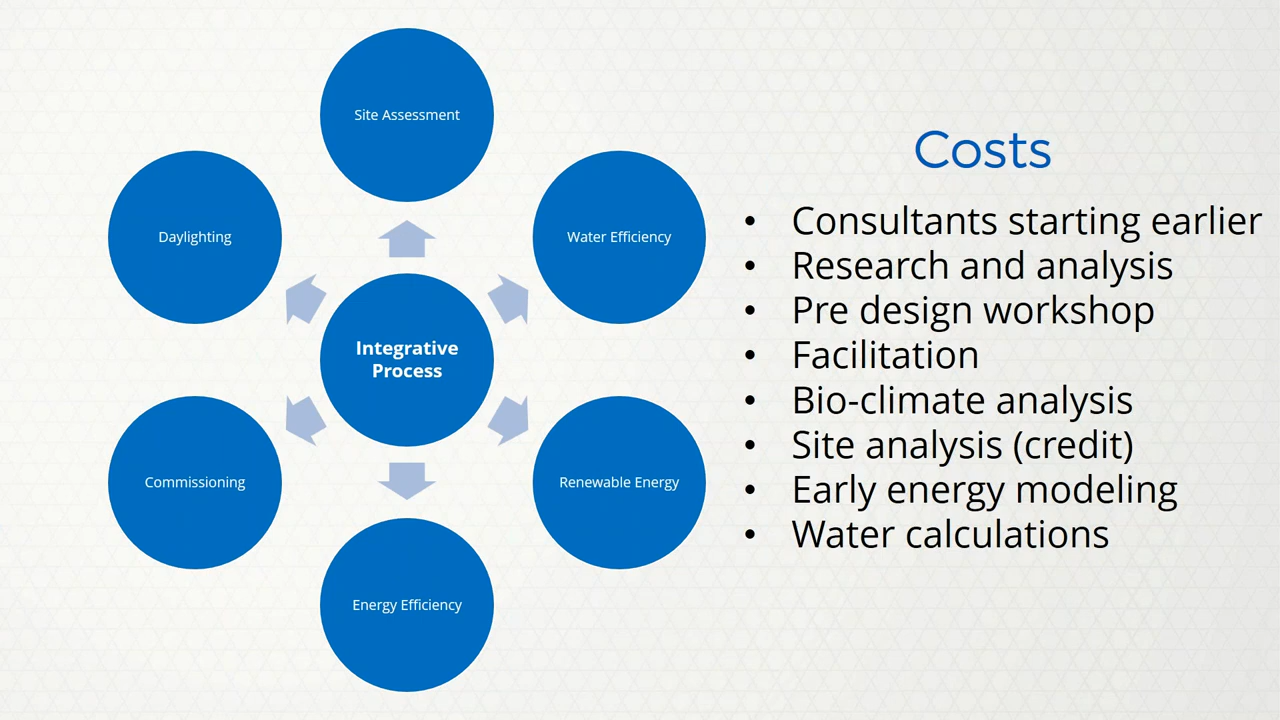 Site Assessment
Daylighting
Water Efficiency
Integrative
Process
Commissioning
Renewable Energy
Energy Efficiency
Costs
• Consultants starting earlier
• Research and analysis
• Pre design workshop
• Facilitation
• Bio-climate analysis
• Site analysis (credit)
• Early energy modeling
• Water calculations